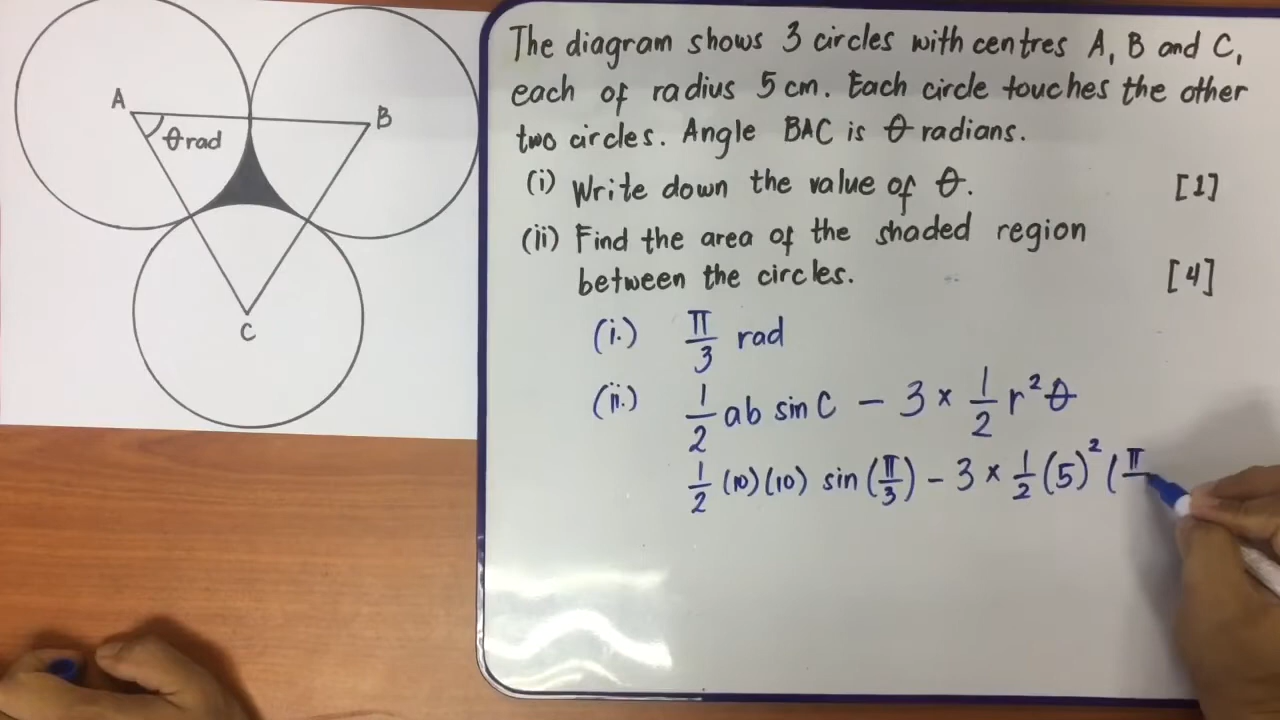 A
B
θ rad
C
The diagram shows 3 circles with centres A, B and C,
each of radius 5 cm. Each circle touches the other
two circles. Angle BAC is θ radians.
(i) Write down the value of θ. [1]
(ii) Find the area of the shaded region
between the circles. [4]
(i.) π/3 rad
(ii.) 1/2 ab sin C - 3 × 1/2 r² θ
1/2 (10)(10) sin (π/3) - 3 × 1/2 (5)² (π